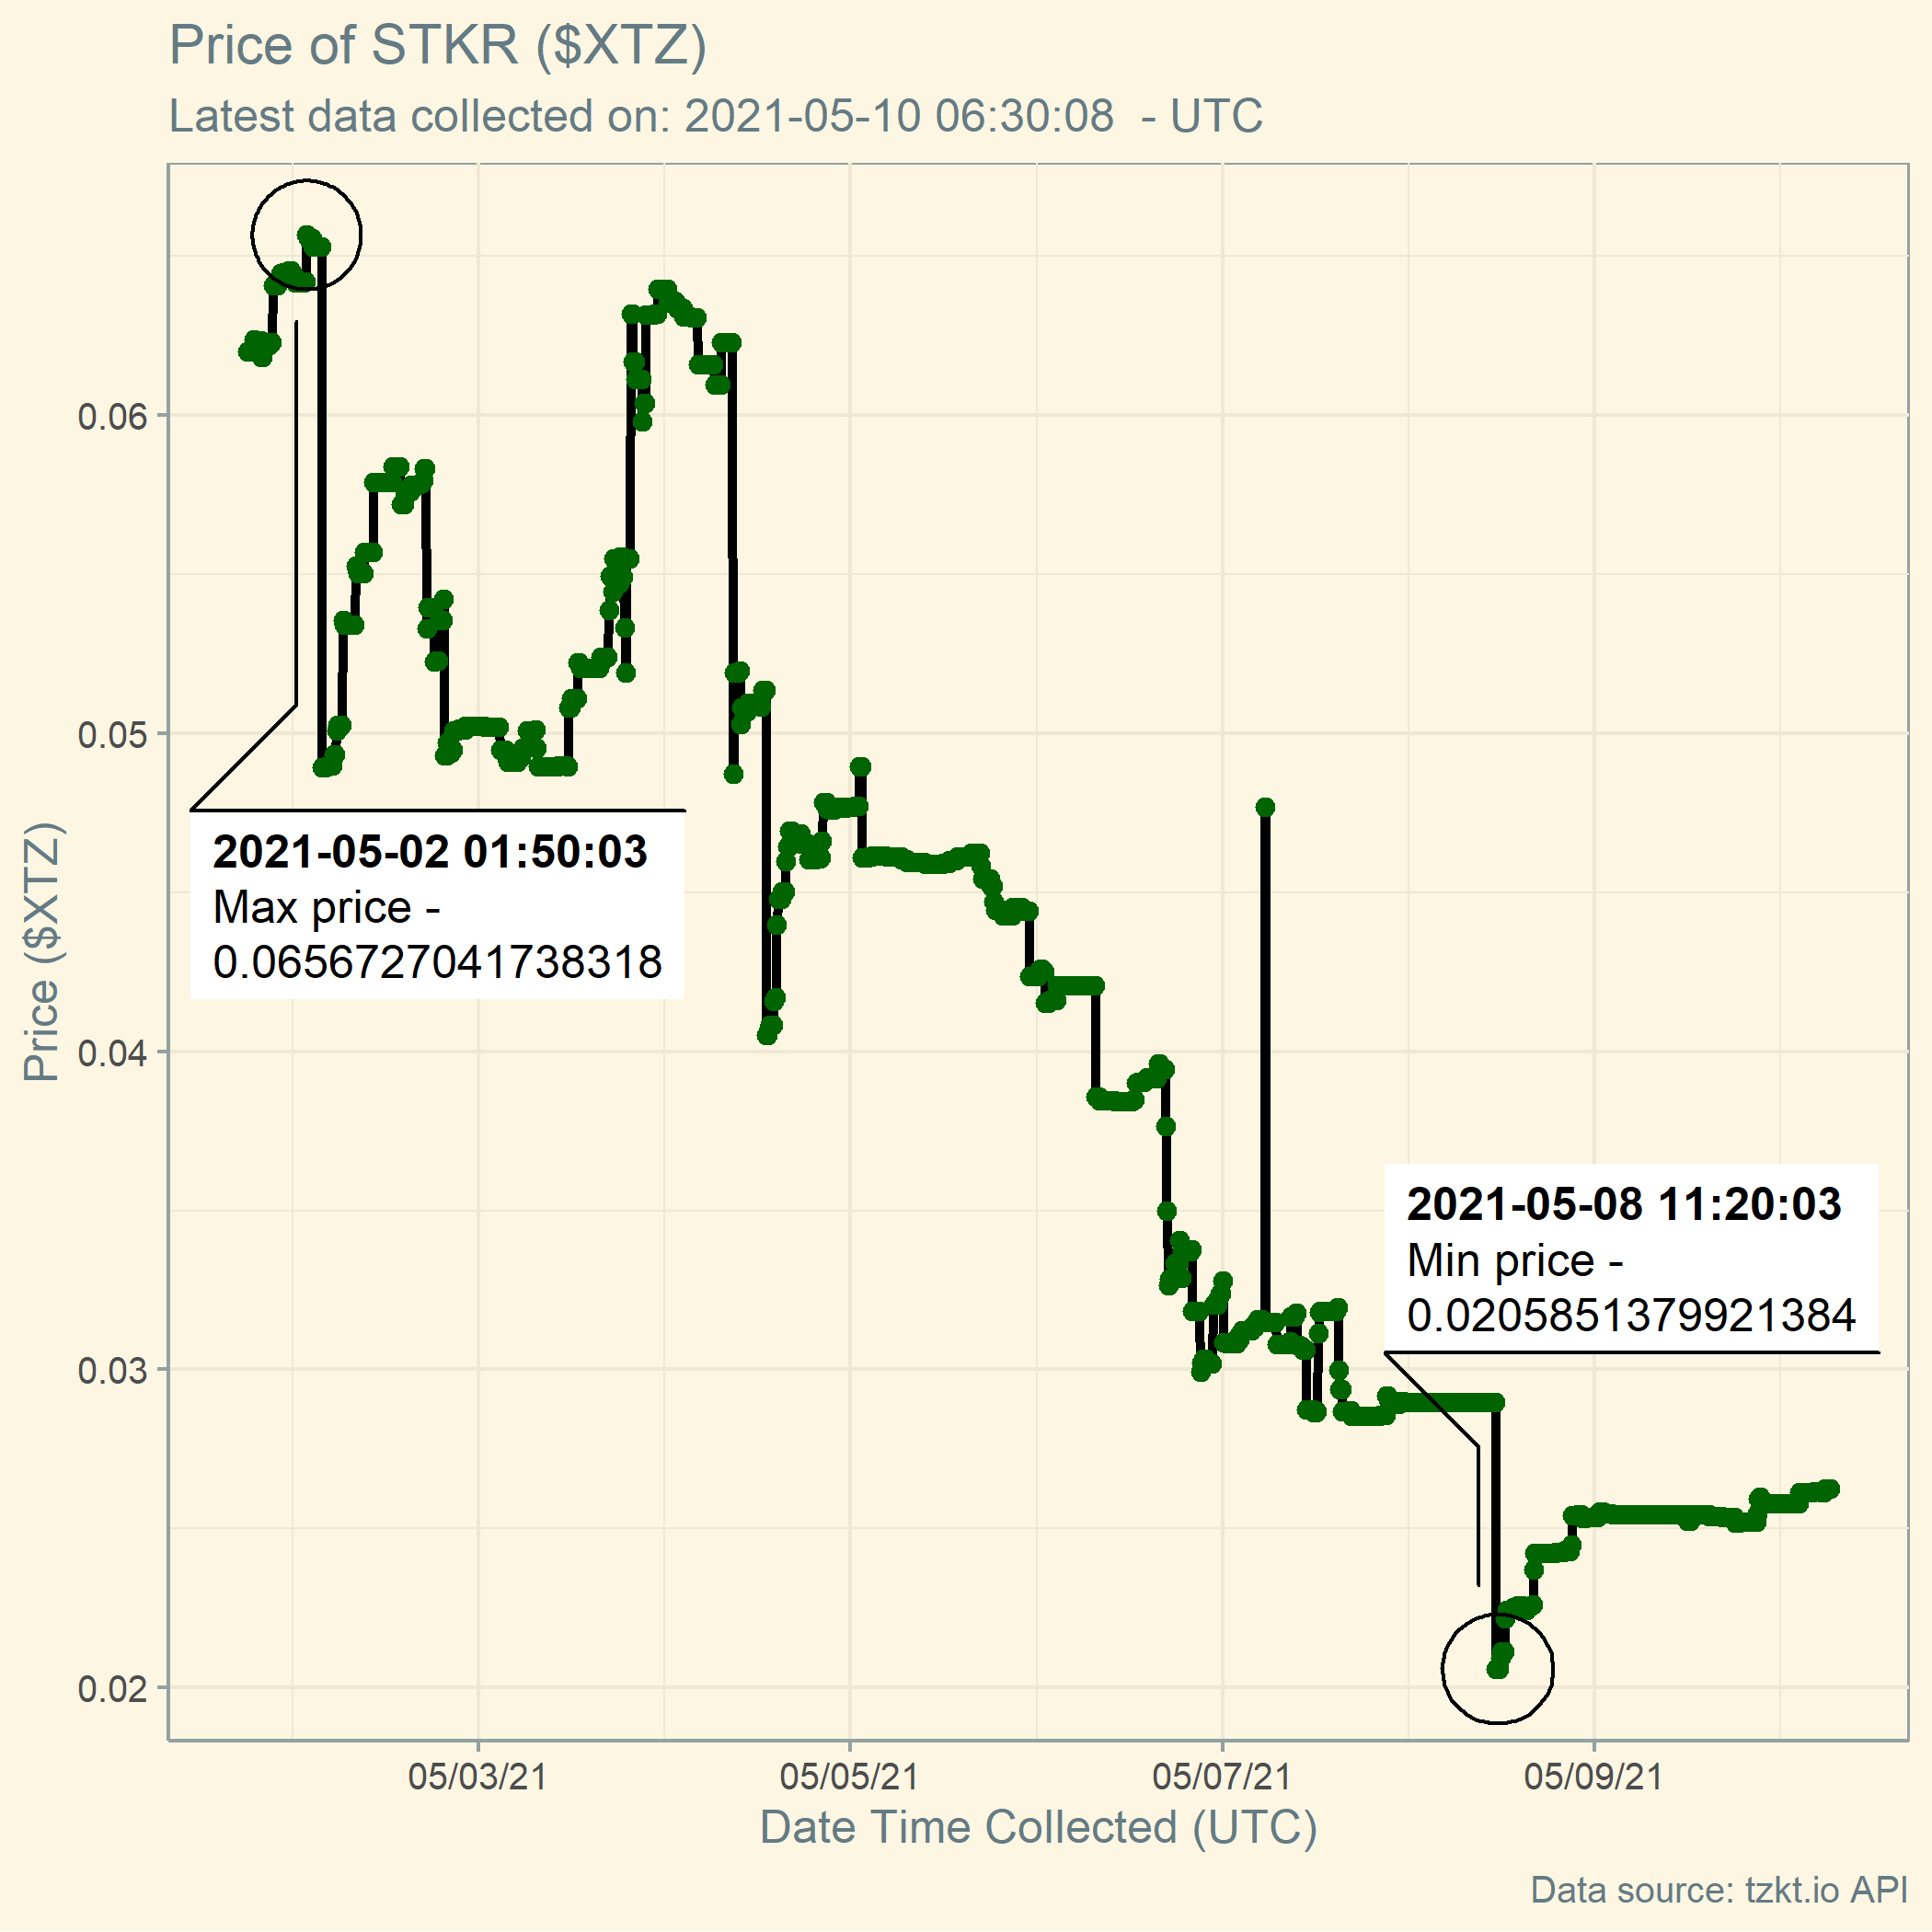 Price of STKR ($XTZ)
Latest data collected on: 2021-05-10 06:30:08  - UTC
Price ($XTZ)
0.06
0.05
0.04
0.03
0.02
2021-05-02 01:50:03
Max price -
0.0656727041738318
2021-05-08 11:20:03
Min price -
0.0205851379921384
05/03/21
05/05/21
05/07/21
05/09/21
Date Time Collected (UTC)
Data source: tzkt.io API